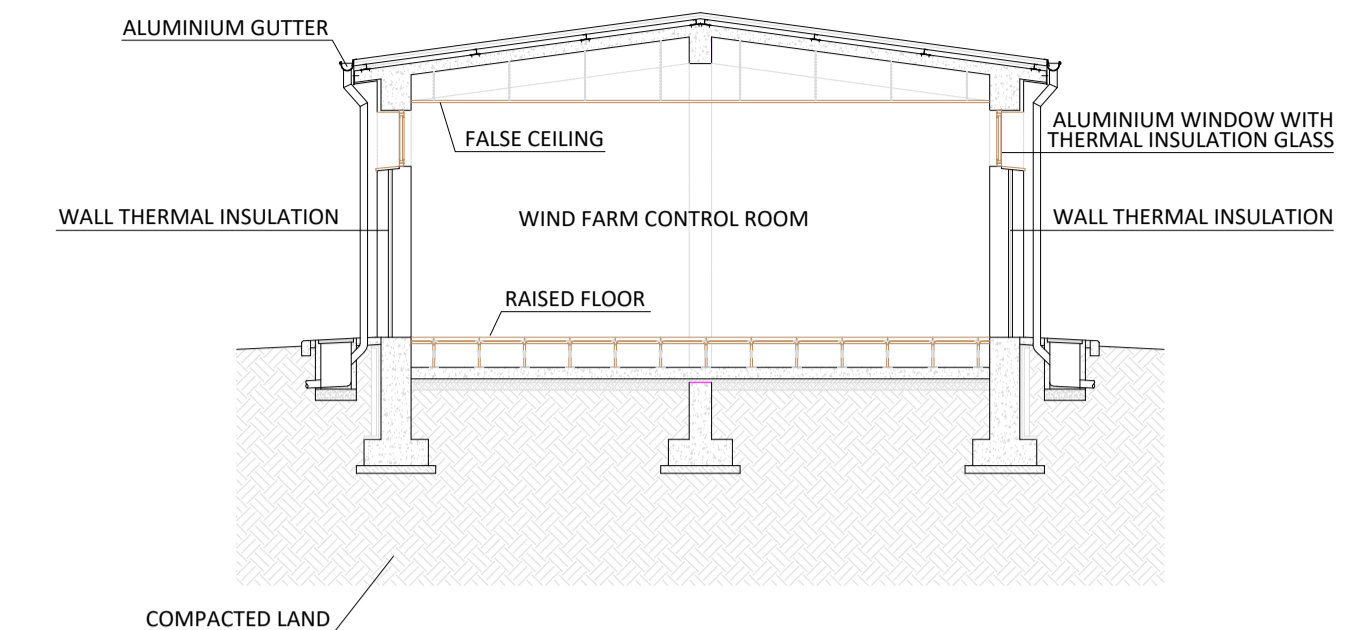 ALUMINIUM GUTTER
FALSE CEILING
ALUMINIUM WINDOW WITH
THERMAL INSULATION GLASS
WALL THERMAL INSULATION
WIND FARM CONTROL ROOM
WALL THERMAL INSULATION
RAISED FLOOR
COMPACTED LAND